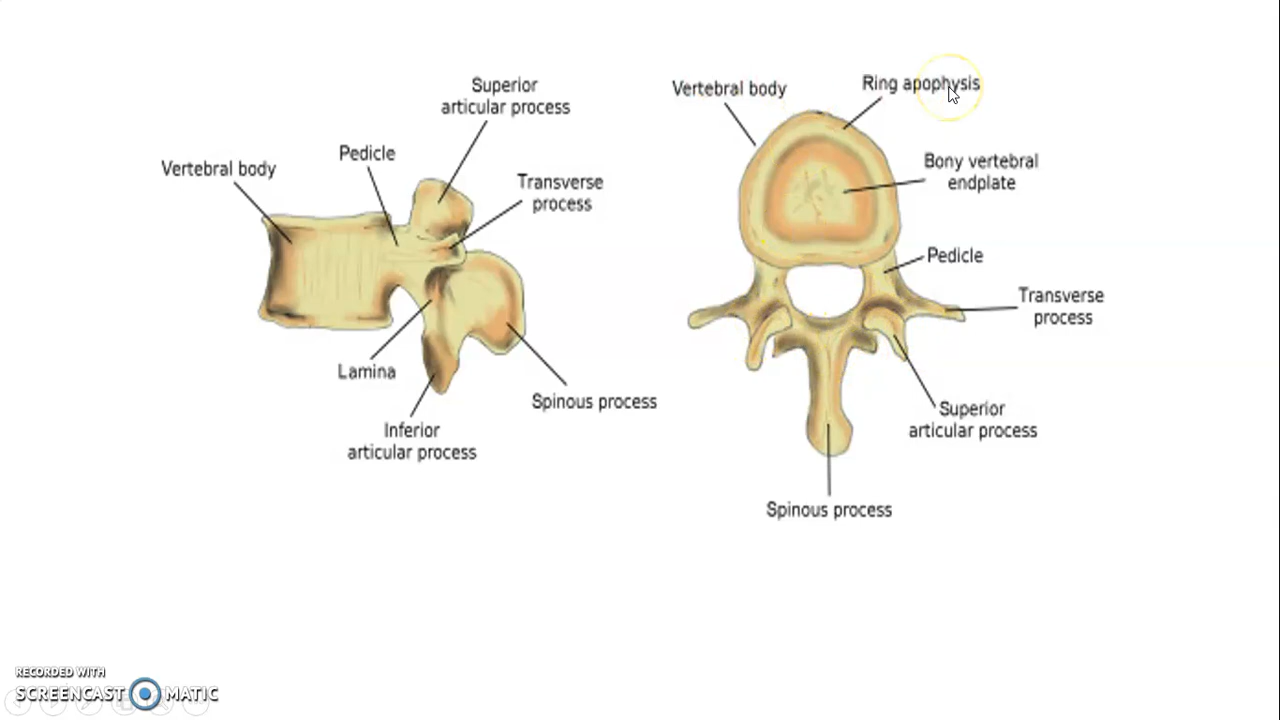 Superior
articular process
Pedicle
Vertebral body
Transverse
process
Lamina
Spinous process
Inferior
articular process
Vertebral body
Ring apophysis
Bony vertebral
endplate
Pedicle
Transverse
process
Superior
articular process
Spinous process
RECORDED WITH
SCREENCAST MATIC